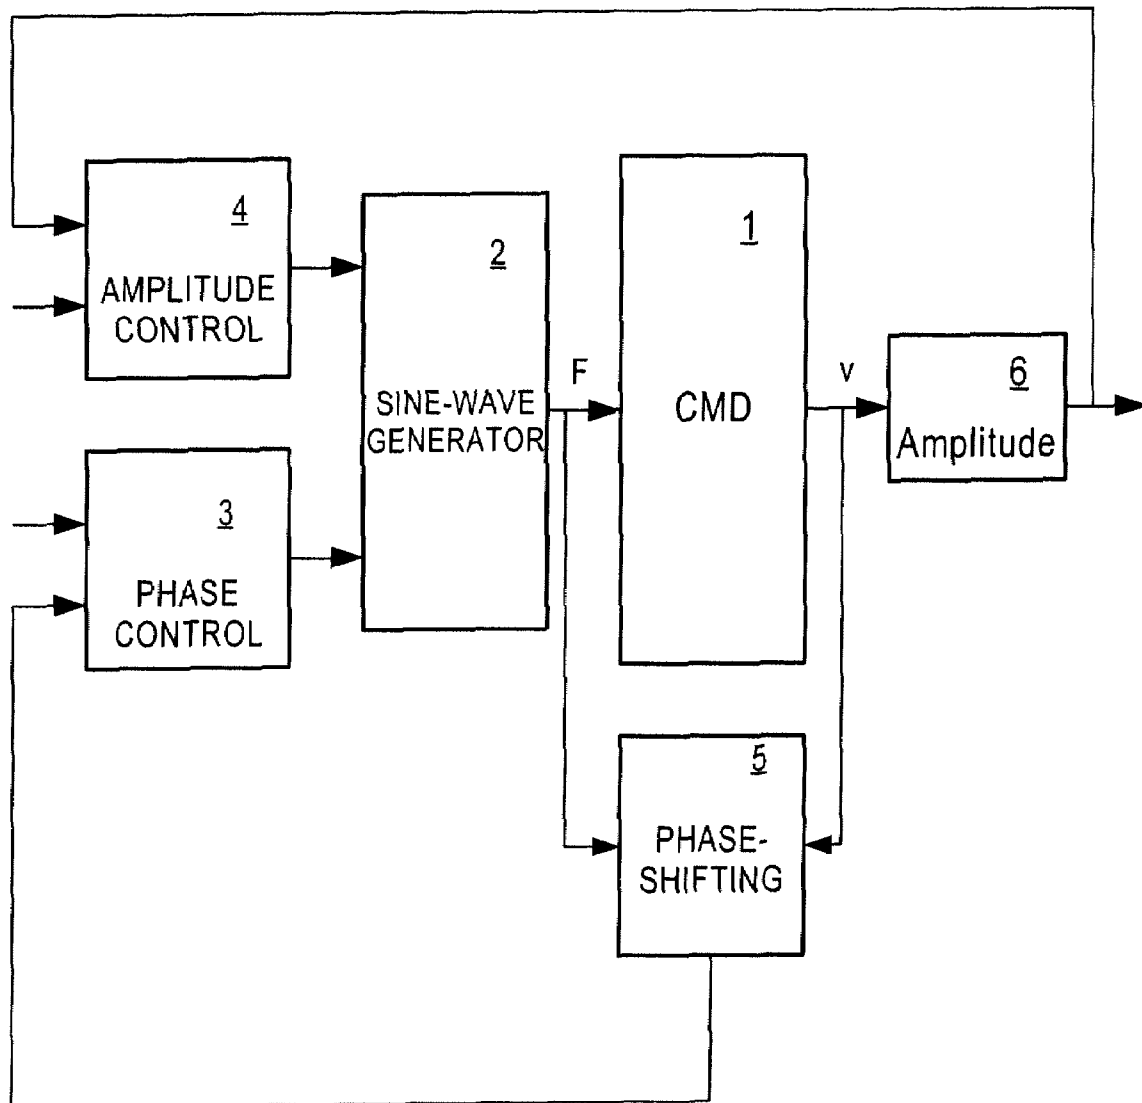 4
AMPLITUDE
CONTROL
2
SINE-WAVE
GENERATOR
F
1
CMD
v
6
Amplitude
3
PHASE
CONTROL
5
PHASE-
SHIFTING